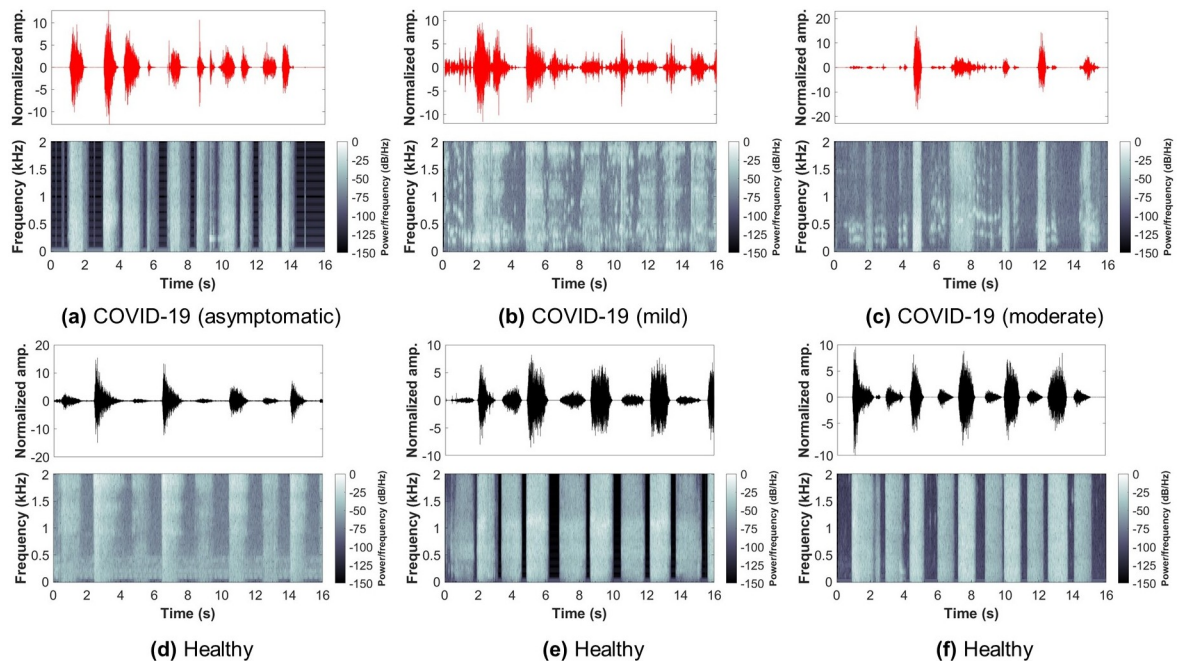 Normalized amp.
10
5
0
-5
-10
Frequency (kHz)
2
1.5
1
0.5
0
0 2 4 6 8 10 12 14 16
Time (s)
0
-25
-50
-75
-100
-125
-150
Power/frequency (dB/Hz)
(a) COVID-19 (asymptomatic)
Normalized amp.
10
5
0
-5
-10
Frequency (kHz)
2
1.5
1
0.5
0
0 2 4 6 8 10 12 14 16
Time (s)
0
-25
-50
-75
-100
-125
-150
Power/frequency (dB/Hz)
(b) COVID-19 (mild)
Normalized amp.
20
10
0
-10
-20
Frequency (kHz)
2
1.5
1
0.5
0
0 2 4 6 8 10 12 14 16
Time (s)
0
-25
-50
-75
-100
-125
-150
Power/frequency (dB/Hz)
(c) COVID-19 (moderate)
Normalized amp.
20
10
0
-10
-20
Frequency (kHz)
2
1.5
1
0.5
0
0 2 4 6 8 10 12 14 16
Time (s)
0
-25
-50
-75
-100
-125
-150
Power/frequency (dB/Hz)
(d) Healthy
Normalized amp.
10
5
0
-5
-10
Frequency (kHz)
2
1.5
1
0.5
0
0 2 4 6 8 10 12 14 16
Time (s)
0
-25
-50
-75
-100
-125
-150
Power/frequency (dB/Hz)
(e) Healthy
Normalized amp.
10
5
0
-5
-10
Frequency (kHz)
2
1.5
1
0.5
0
0 2 4 6 8 10 12 14 16
Time (s)
0
-25
-50
-75
-100
-125
-150
Power/frequency (dB/Hz)
(f) Healthy